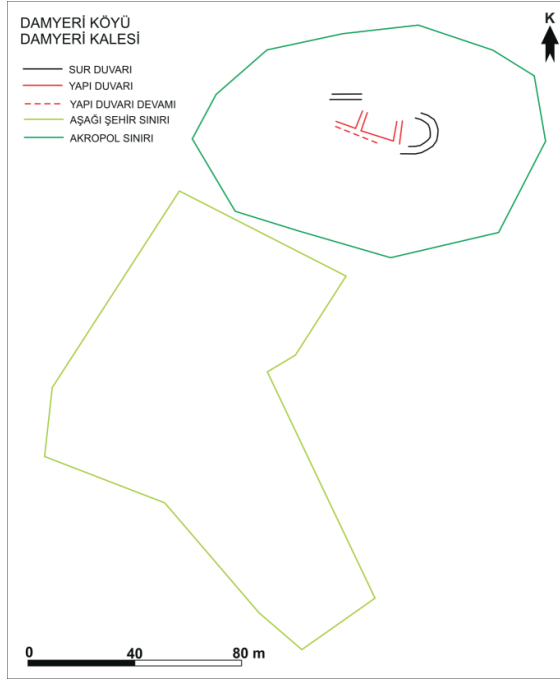 DAMYERİ KÖYÜ
DAMYERİ KALESİ
K
SUR DUVARI
YAPI DUVARI
YAPI DUVARI DEVAMI
AŞAĞI ŞEHİR SINIRI
AKROPOL SINIRI
0 40 80 m